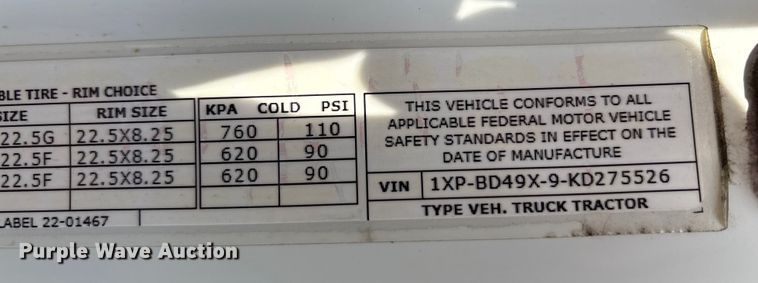 BLE TIRE - RIM CHOICE
SIZE RIM SIZE KPA COLD PSI
22.5G 22.5X8.25 760 110
22.5F 22.5X8.25 620 90
22.5F 22.5X8.25 620 90
LABEL 22-01467
THIS VEHICLE CONFORMS TO ALL
APPLICABLE FEDERAL MOTOR VEHICLE
SAFETY STANDARDS IN EFFECT ON THE
DATE OF MANUFACTURE
VIN 1XP-BD49X-9-KD275526
TYPE VEH. TRUCK TRACTOR
Purple Wave Auction